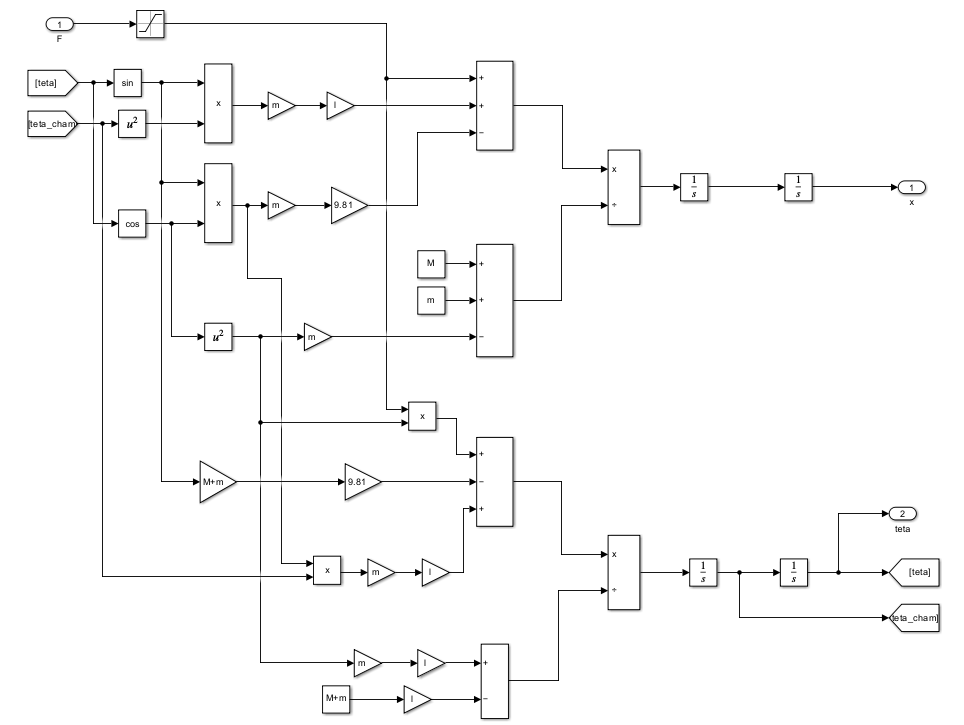 1
F
[teta]
sin
x
m
l
+
+
−
[teta_cham
u²
x
÷
1/s
1/s
1
x
x
m
9.81
cos
M
+
m
+
−
u²
m
x
+
M+m
9.81
−
+
x
÷
2
teta
x
m
l
1/s
1/s
[teta]
teta_cham]
m
l
+
M+m
l
−